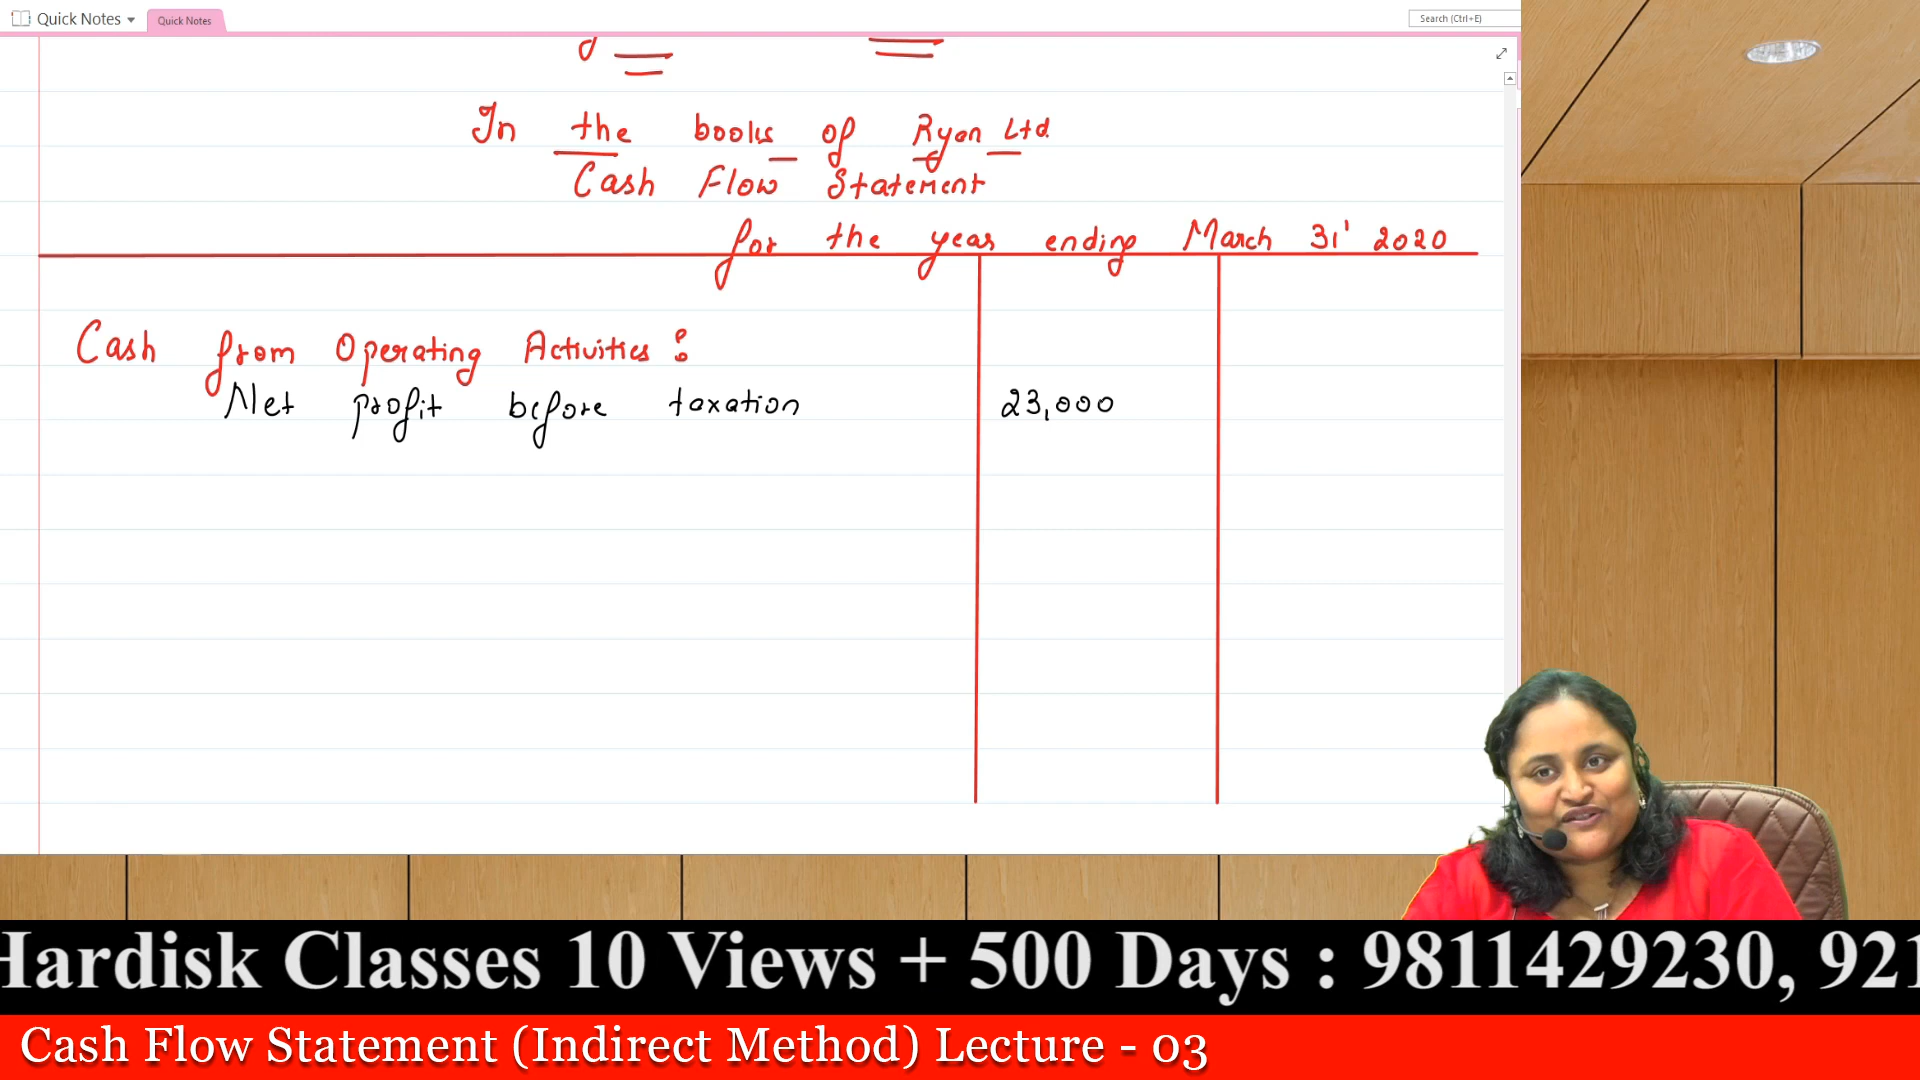 Quick Notes
Quick Notes
Search (Ctrl+E)
In the books of Ryan Ltd.
Cash Flow Statement
for the year ending March 31' 2020
Cash from Operating Activities :
Net profit before taxation 23,000
Hardisk Classes 10 Views + 500 Days : 9811429230, 921
Cash Flow Statement (Indirect Method) Lecture - 03